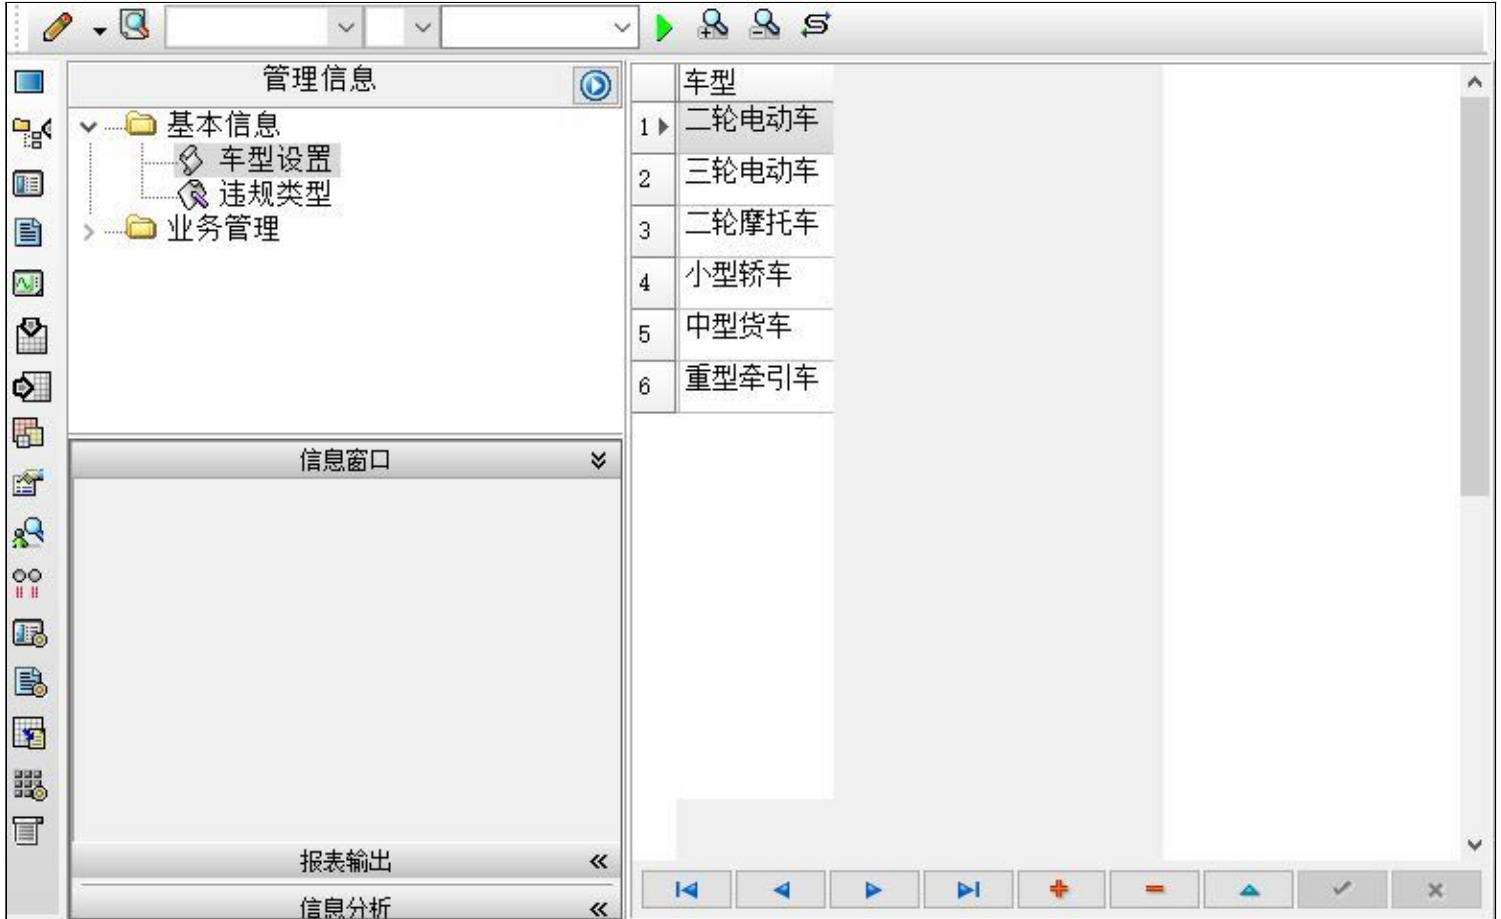 管理信息
基本信息
车型设置
违规类型
业务管理
信息窗口
报表输出
信息分析
车型
1 二轮电动车
2 三轮电动车
3 二轮摩托车
4 小型轿车
5 中型货车
6 重型牵引车